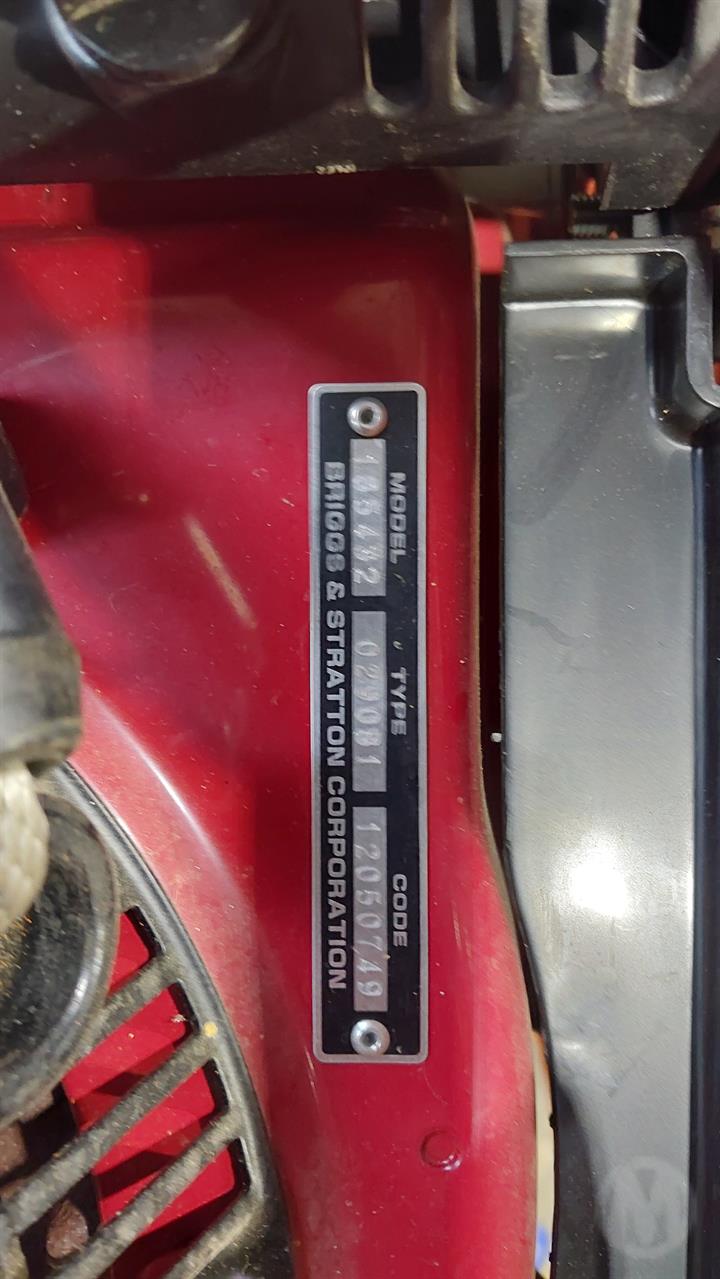 MODEL TYPE CODE
029081 12050749
BRIGGS & STRATTON CORPORATION
M